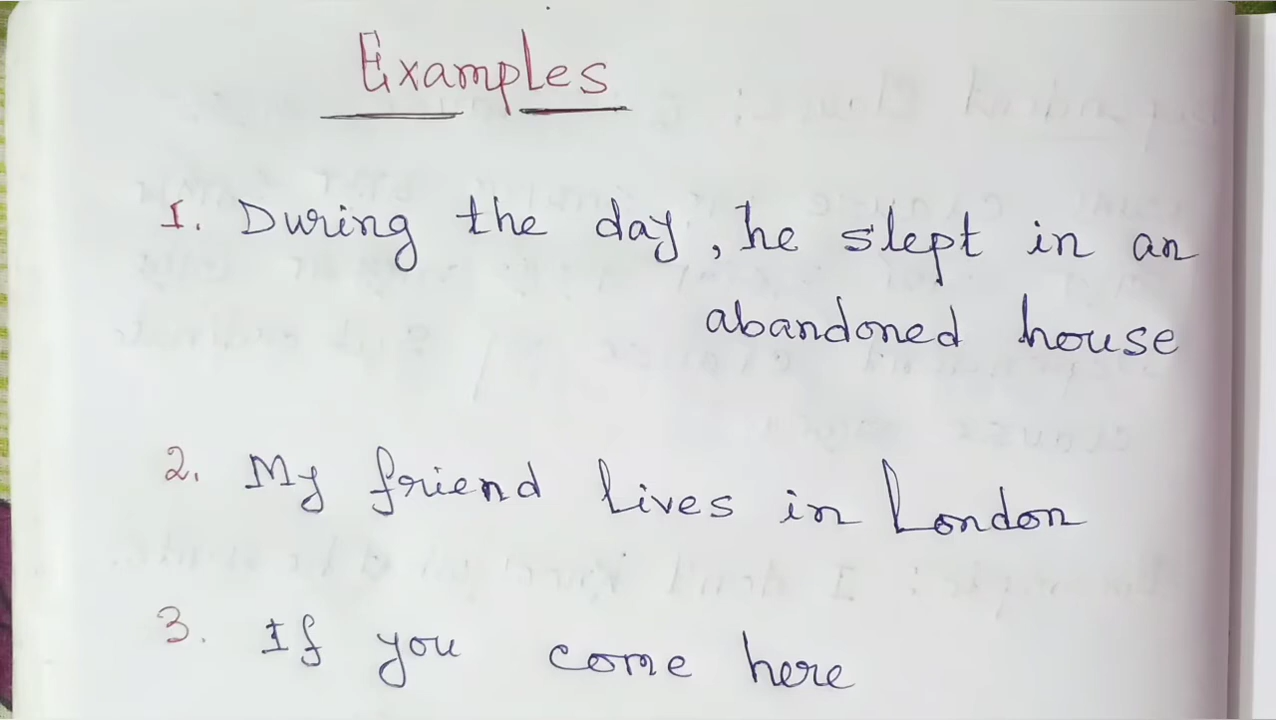 Examples
1. During the day, he slept in an
abandoned house
2. My friend lives in London
3. If you come here